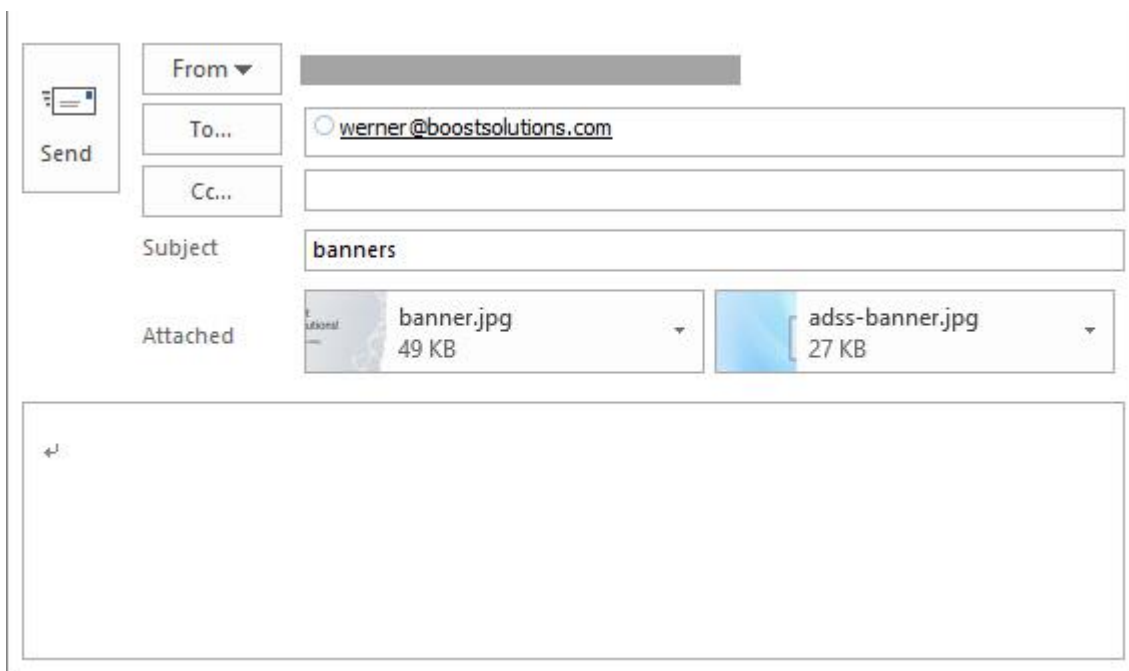 From
To...
werner@boostsolutions.com
Send
Cc...
Subject
banners
Attached
banner.jpg
49 KB
adss-banner.jpg
27 KB